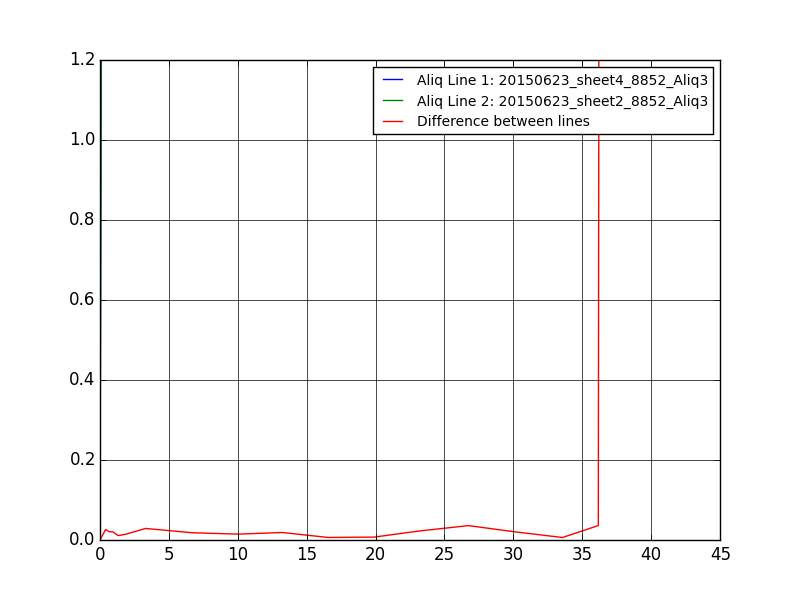 1.2
Aliq Line 1: 20150623_sheet4_8852_Aliq3
Aliq Line 2: 20150623_sheet2_8852_Aliq3
Difference between lines
1.0
0.8
0.6
0.4
0.2
0.0
0 5 10 15 20 25 30 35 40 45